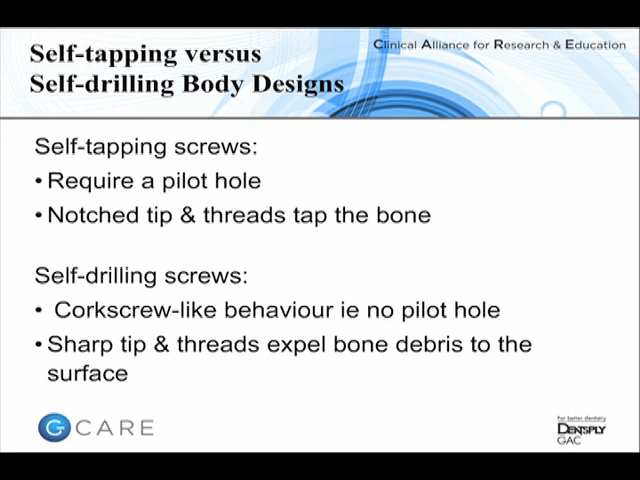 Self-tapping versus
Self-drilling Body Designs
Clinical Alliance for Research & Education
Self-tapping screws:
• Require a pilot hole
• Notched tip & threads tap the bone
Self-drilling screws:
• Corkscrew-like behaviour ie no pilot hole
• Sharp tip & threads expel bone debris to the
surface
G CARE
For better dentistry
DENTSPLY
GAC